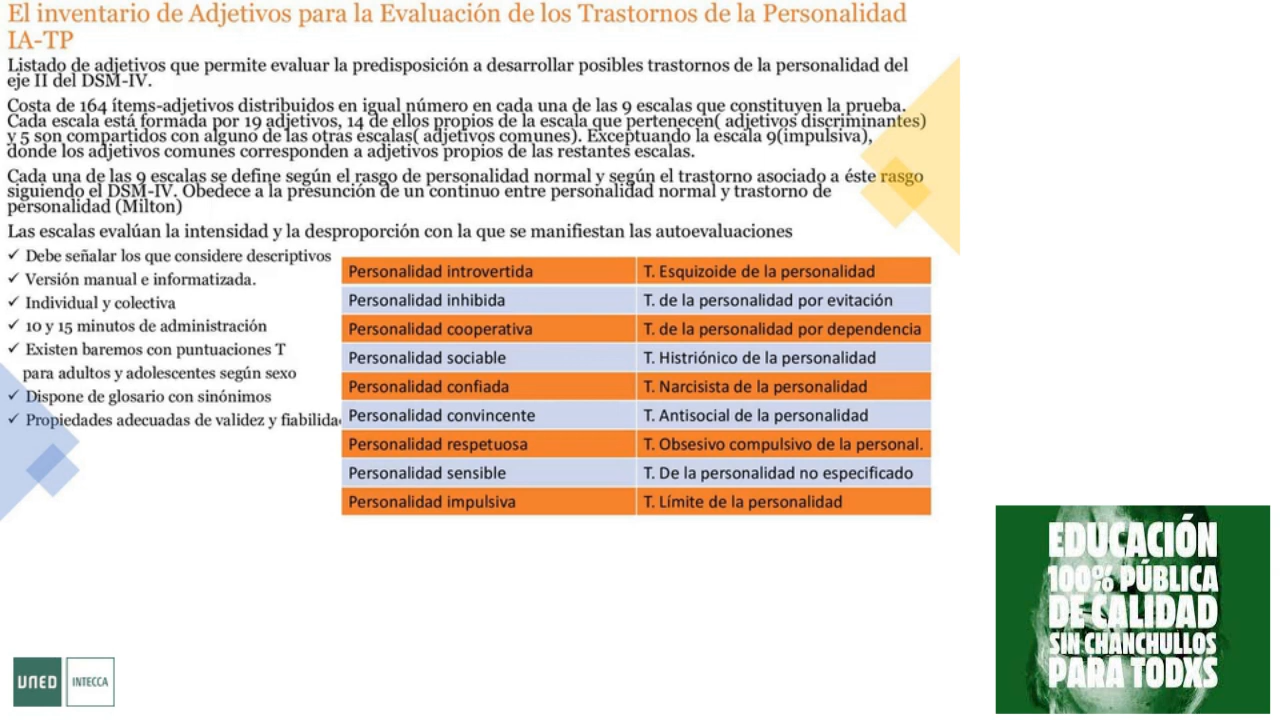 El inventario de Adjetivos para la Evaluación de los Trastornos de la Personalidad
IA-TP
Listado de adjetivos que permite evaluar la predisposición a desarrollar posibles trastornos de la personalidad del
eje II del DSM-IV.
Costa de 164 ítems-adjetivos distribuidos en igual número en cada una de las 9 escalas que constituyen la prueba.
Cada escala está formada por 19 adjetivos, 14 de ellos propios de la escala que pertenecen( adjetivos discriminantes)
y 5 son compartidos con alguno de las otras escalas( adjetivos comunes). Exceptuando la escala 9(impulsiva),
donde los adjetivos comunes corresponden a adjetivos propios de las restantes escalas.
Cada una de las 9 escalas se define según el rasgo de personalidad normal y según el trastorno asociado a éste rasgo
siguiendo el DSM-IV. Obedece a la presunción de un continuo entre personalidad normal y trastorno de
personalidad (Milton)
Las escalas evalúan la intensidad y la desproporción con la que se manifiestan las autoevaluaciones
✓ Debe señalar los que considere descriptivos
✓ Versión manual e informatizada.
✓ Individual y colectiva
✓ 10 y 15 minutos de administración
✓ Existen baremos con puntuaciones T
para adultos y adolescentes según sexo
✓ Dispone de glosario con sinónimos
✓ Propiedades adecuadas de validez y fiabilida
Personalidad introvertida T. Esquizoide de la personalidad
Personalidad inhibida T. de la personalidad por evitación
Personalidad cooperativa T. de la personalidad por dependencia
Personalidad sociable T. Histriónico de la personalidad
Personalidad confiada T. Narcisista de la personalidad
Personalidad convincente T. Antisocial de la personalidad
Personalidad respetuosa T. Obsesivo compulsivo de la personal.
Personalidad sensible T. De la personalidad no especificado
Personalidad impulsiva T. Límite de la personalidad
EDUCACIÓN
100% PÚBLICA
DE CALIDAD
SIN CHANCHULLOS
PARA TODXS
UNED INTECCA